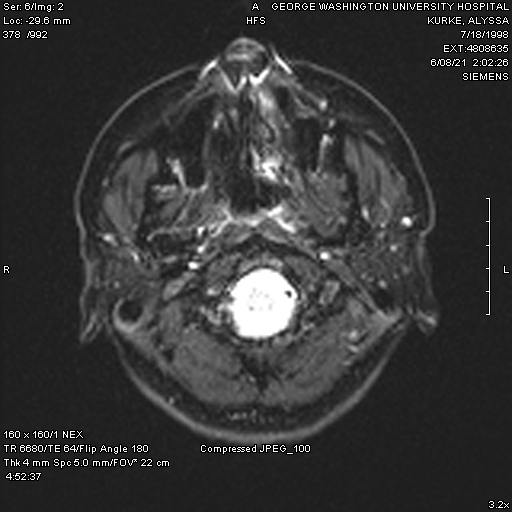 Ser: 6/Img: 2
Loc: -29.6 mm
378 /992
A
HFS
GEORGE WASHINGTON UNIVERSITY HOSPITAL
KURKE, ALYSSA
7/18/1998
EXT:4808635
6/08/21 2:02:26
SIEMENS
R
L
160 x 160/1 NEX
TR 6680/TE 64/Flip Angle 180
Thk 4 mm Spc 5.0 mm/FOV* 22 cm
4:52:37
Compressed JPEG_100
3.2x